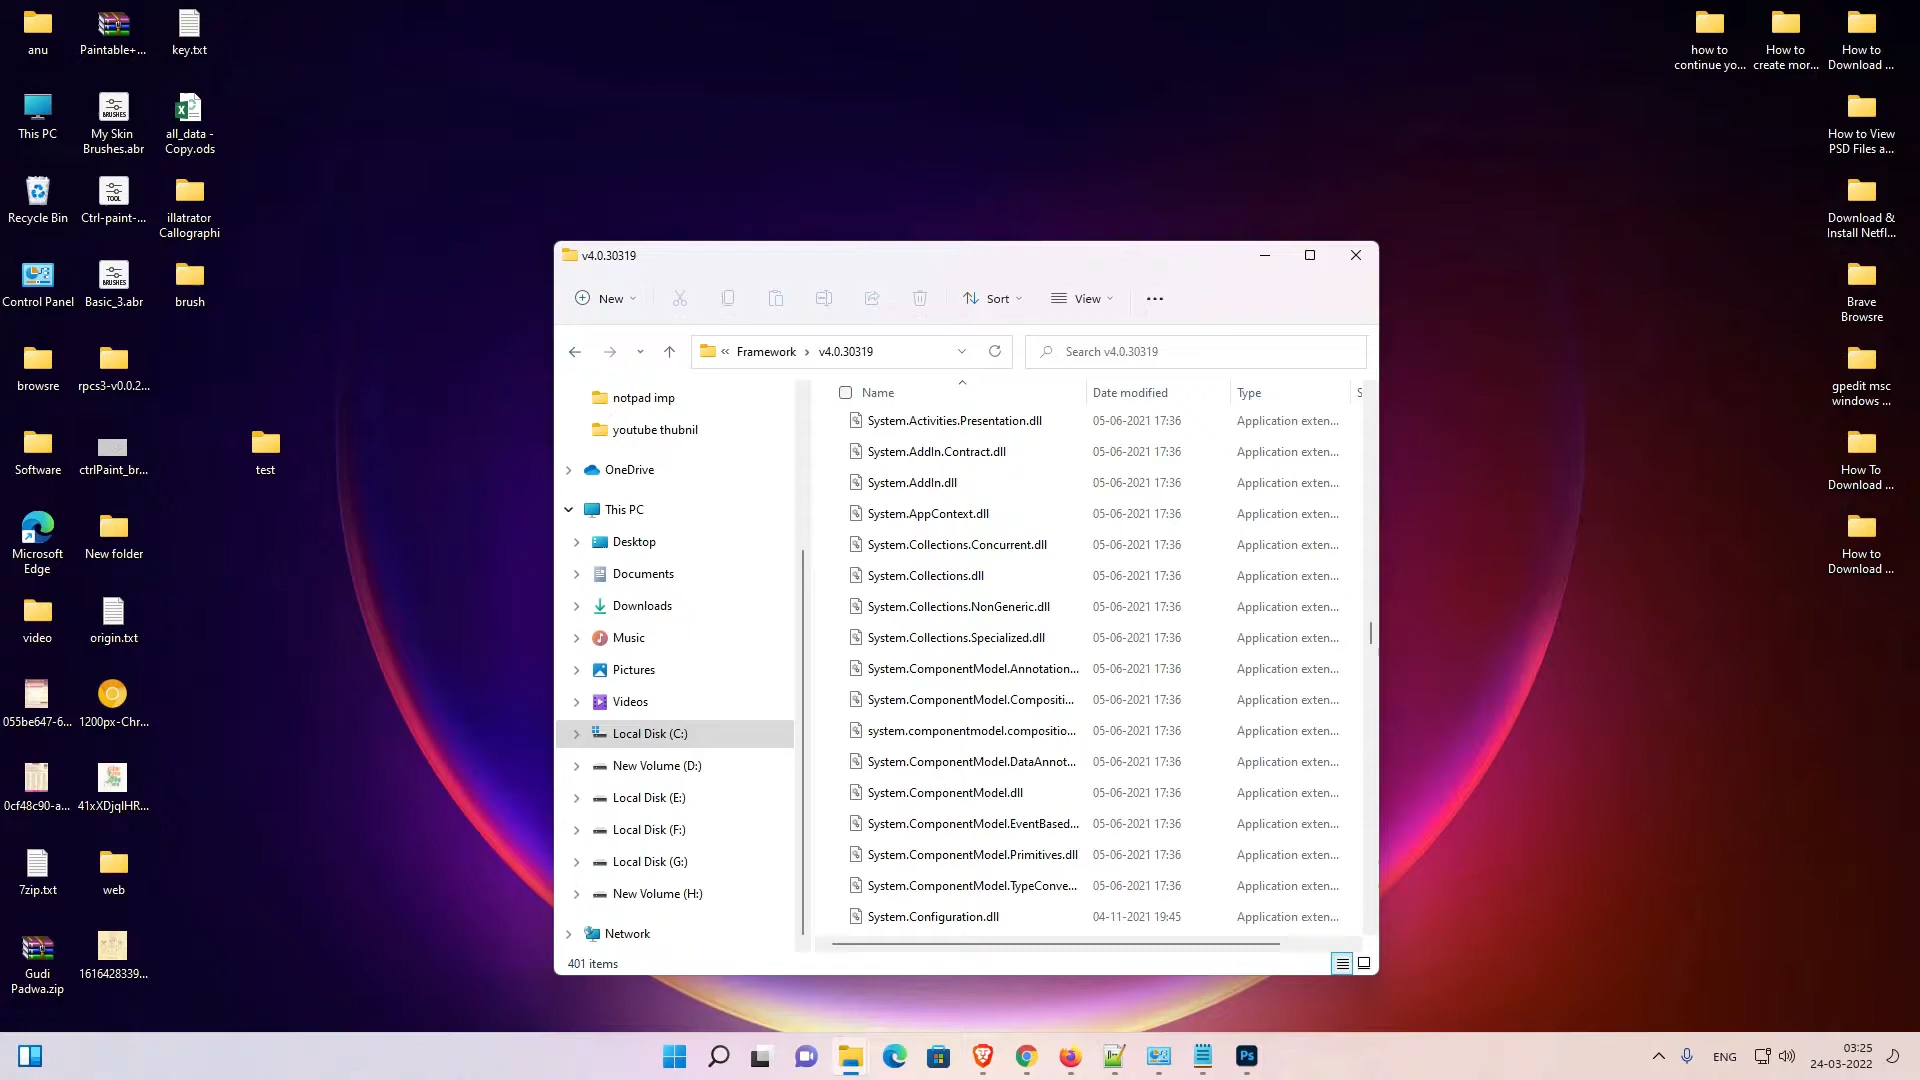 anu
Paintable+...
key.txt
This PC
My Skin
Brushes.abr
all_data -
Copy.ods
Recycle Bin
Ctrl-paint-...
illatrator
Callographi
Control Panel
Basic_3.abr
brush
browsre
rpcs3-v0.0.2...
Software
ctrlPaint_br...
test
Microsoft
Edge
New folder
video
origin.txt
055be647-6...
1200px-Chr...
0cf48c90-a...
41xXDjqIHR...
7zip.txt
web
Gudi
Padwa.zip
1616428339...
BRUSHES
TOOL
BRUSHES
how to
continue yo...
How to
create mor...
How to
Download ...
How to View
PSD Files a...
Download &
Install Netfl...
Brave
Browsre
gpedit msc
windows ...
How To
Download ...
How to
Download ...
v4.0.30319
New
Sort
View
« Framework › v4.0.30319
Search v4.0.30319
notpad imp
youtube thubnil
OneDrive
This PC
Desktop
Documents
Downloads
Music
Pictures
Videos
Local Disk (C:)
New Volume (D:)
Local Disk (E:)
Local Disk (F:)
Local Disk (G:)
New Volume (H:)
Network
Name Date modified Type S
System.Activities.Presentation.dll 05-06-2021 17:36 Application exten...
System.AddIn.Contract.dll 05-06-2021 17:36 Application exten...
System.AddIn.dll 05-06-2021 17:36 Application exten...
System.AppContext.dll 05-06-2021 17:36 Application exten...
System.Collections.Concurrent.dll 05-06-2021 17:36 Application exten...
System.Collections.dll 05-06-2021 17:36 Application exten...
System.Collections.NonGeneric.dll 05-06-2021 17:36 Application exten...
System.Collections.Specialized.dll 05-06-2021 17:36 Application exten...
System.ComponentModel.Annotation... 05-06-2021 17:36 Application exten...
System.ComponentModel.Compositi... 05-06-2021 17:36 Application exten...
system.componentmodel.compositio... 05-06-2021 17:36 Application exten...
System.ComponentModel.DataAnnot... 05-06-2021 17:36 Application exten...
System.ComponentModel.dll 05-06-2021 17:36 Application exten...
System.ComponentModel.EventBased... 05-06-2021 17:36 Application exten...
System.ComponentModel.Primitives.dll 05-06-2021 17:36 Application exten...
System.ComponentModel.TypeConve... 05-06-2021 17:36 Application exten...
System.Configuration.dll 04-11-2021 19:45 Application exten...
401 items
Ps
ENG
03:25
24-03-2022